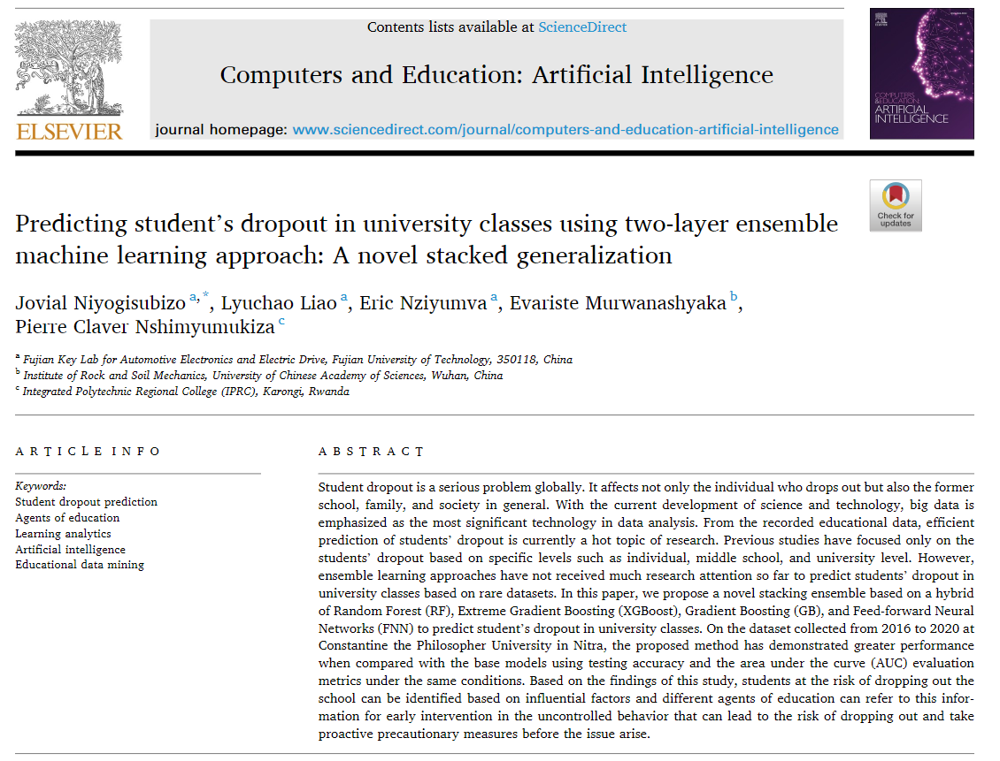 Contents lists available at ScienceDirect
Computers and Education: Artificial Intelligence
journal homepage: www.sciencedirect.com/journal/computers-and-education-artificial-intelligence
ELSEVIER
COMPUTERS
&EDUCATION
ARTIFICIAL
INTELLIGENCE
Check for
updates
Predicting student’s dropout in university classes using two-layer ensemble
machine learning approach: A novel stacked generalization
Jovial Niyogisubizo a,*, Lyuchao Liao a, Eric Nziyumva a, Evariste Murwanashyaka b,
Pierre Claver Nshimyumukiza c
a Fujian Key Lab for Automotive Electronics and Electric Drive, Fujian University of Technology, 350118, China
b Institute of Rock and Soil Mechanics, University of Chinese Academy of Sciences, Wuhan, China
c Integrated Polytechnic Regional College (IPRC), Karongi, Rwanda
ARTICLE INFO
Keywords:
Student dropout prediction
Agents of education
Learning analytics
Artificial intelligence
Educational data mining
ABSTRACT
Student dropout is a serious problem globally. It affects not only the individual who drops out but also the former
school, family, and society in general. With the current development of science and technology, big data is
emphasized as the most significant technology in data analysis. From the recorded educational data, efficient
prediction of students’ dropout is currently a hot topic of research. Previous studies have focused only on the
students’ dropout based on specific levels such as individual, middle school, and university level. However,
ensemble learning approaches have not received much research attention so far to predict students’ dropout in
university classes based on rare datasets. In this paper, we propose a novel stacking ensemble based on a hybrid
of Random Forest (RF), Extreme Gradient Boosting (XGBoost), Gradient Boosting (GB), and Feed-forward Neural
Networks (FNN) to predict student’s dropout in university classes. On the dataset collected from 2016 to 2020 at
Constantine the Philosopher University in Nitra, the proposed method has demonstrated greater performance
when compared with the base models using testing accuracy and the area under the curve (AUC) evaluation
metrics under the same conditions. Based on the findings of this study, students at the risk of dropping out the
school can be identified based on influential factors and different agents of education can refer to this infor-
mation for early intervention in the uncontrolled behavior that can lead to the risk of dropping out and take
proactive precautionary measures before the issue arise.